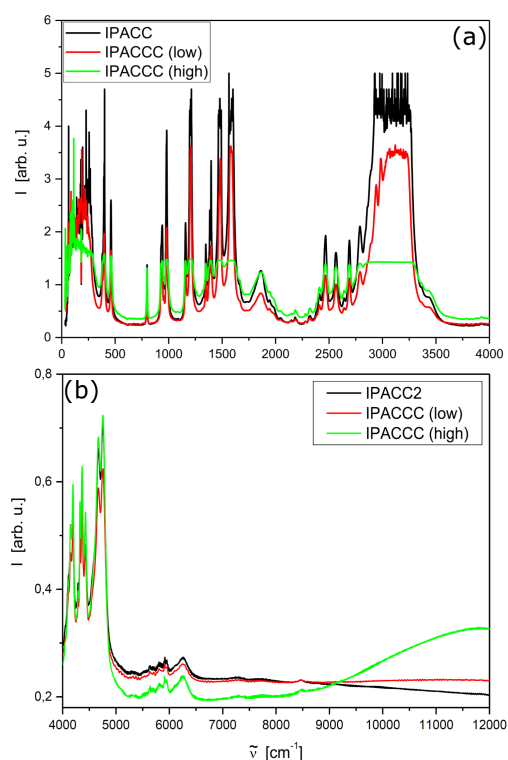 IPACC
IPACCC (low)
IPACCC (high)
(a)
6
5
4
3
2
1
0
I [arb. u.]
0 500 1000 1500 2000 2500 3000 3500 4000
(b)
IPACC2
IPACCC (low)
IPACCC (high)
0,8
0,6
0,4
0,2
I [arb. u.]
4000 5000 6000 7000 8000 9000 10000 11000 12000
ṽ [cm⁻¹]